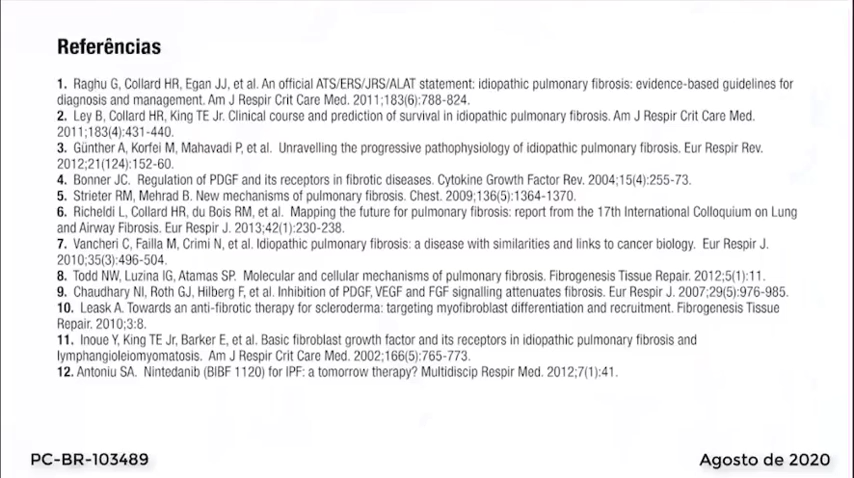 Referências
1. Raghu G, Collard HR, Egan JJ, et al. An official ATS/ERS/JRS/ALAT statement: idiopathic pulmonary fibrosis: evidence-based guidelines for
diagnosis and management. Am J Respir Crit Care Med. 2011;183(6):788-824.
2. Ley B, Collard HR, King TE Jr. Clinical course and prediction of survival in idiopathic pulmonary fibrosis. Am J Respir Crit Care Med.
2011;183(4):431-440.
3. Günther A, Korfei M, Mahavadi P, et al. Unravelling the progressive pathophysiology of idiopathic pulmonary fibrosis. Eur Respir Rev.
2012;21(124):152-60.
4. Bonner JC. Regulation of PDGF and its receptors in fibrotic diseases. Cytokine Growth Factor Rev. 2004;15(4):255-73.
5. Strieter RM, Mehrad B. New mechanisms of pulmonary fibrosis. Chest. 2009;136(5):1364-1370.
6. Richeldi L, Collard HR, du Bois RM, et al. Mapping the future for pulmonary fibrosis: report from the 17th International Colloquium on Lung
and Airway Fibrosis. Eur Respir J. 2013;42(1):230-238.
7. Vancheri C, Failla M, Crimi N, et al. Idiopathic pulmonary fibrosis: a disease with similarities and links to cancer biology. Eur Respir J.
2010;35(3):496-504.
8. Todd NW, Luzina IG, Atamas SP. Molecular and cellular mechanisms of pulmonary fibrosis. Fibrogenesis Tissue Repair. 2012;5(1):11.
9. Chaudhary NI, Roth GJ, Hilberg F, et al. Inhibition of PDGF, VEGF and FGF signalling attenuates fibrosis. Eur Respir J. 2007;29(5):976-985.
10. Leask A. Towards an anti-fibrotic therapy for scleroderma: targeting myofibroblast differentiation and recruitment. Fibrogenesis Tissue
Repair. 2010;3:8.
11. Inoue Y, King TE Jr, Barker E, et al. Basic fibroblast growth factor and its receptors in idiopathic pulmonary fibrosis and
lymphangioleiomyomatosis. Am J Respir Crit Care Med. 2002;166(5):765-773.
12. Antoniu SA. Nintedanib (BIBF 1120) for IPF: a tomorrow therapy? Multidiscip Respir Med. 2012;7(1):41.
PC-BR-103489
Agosto de 2020